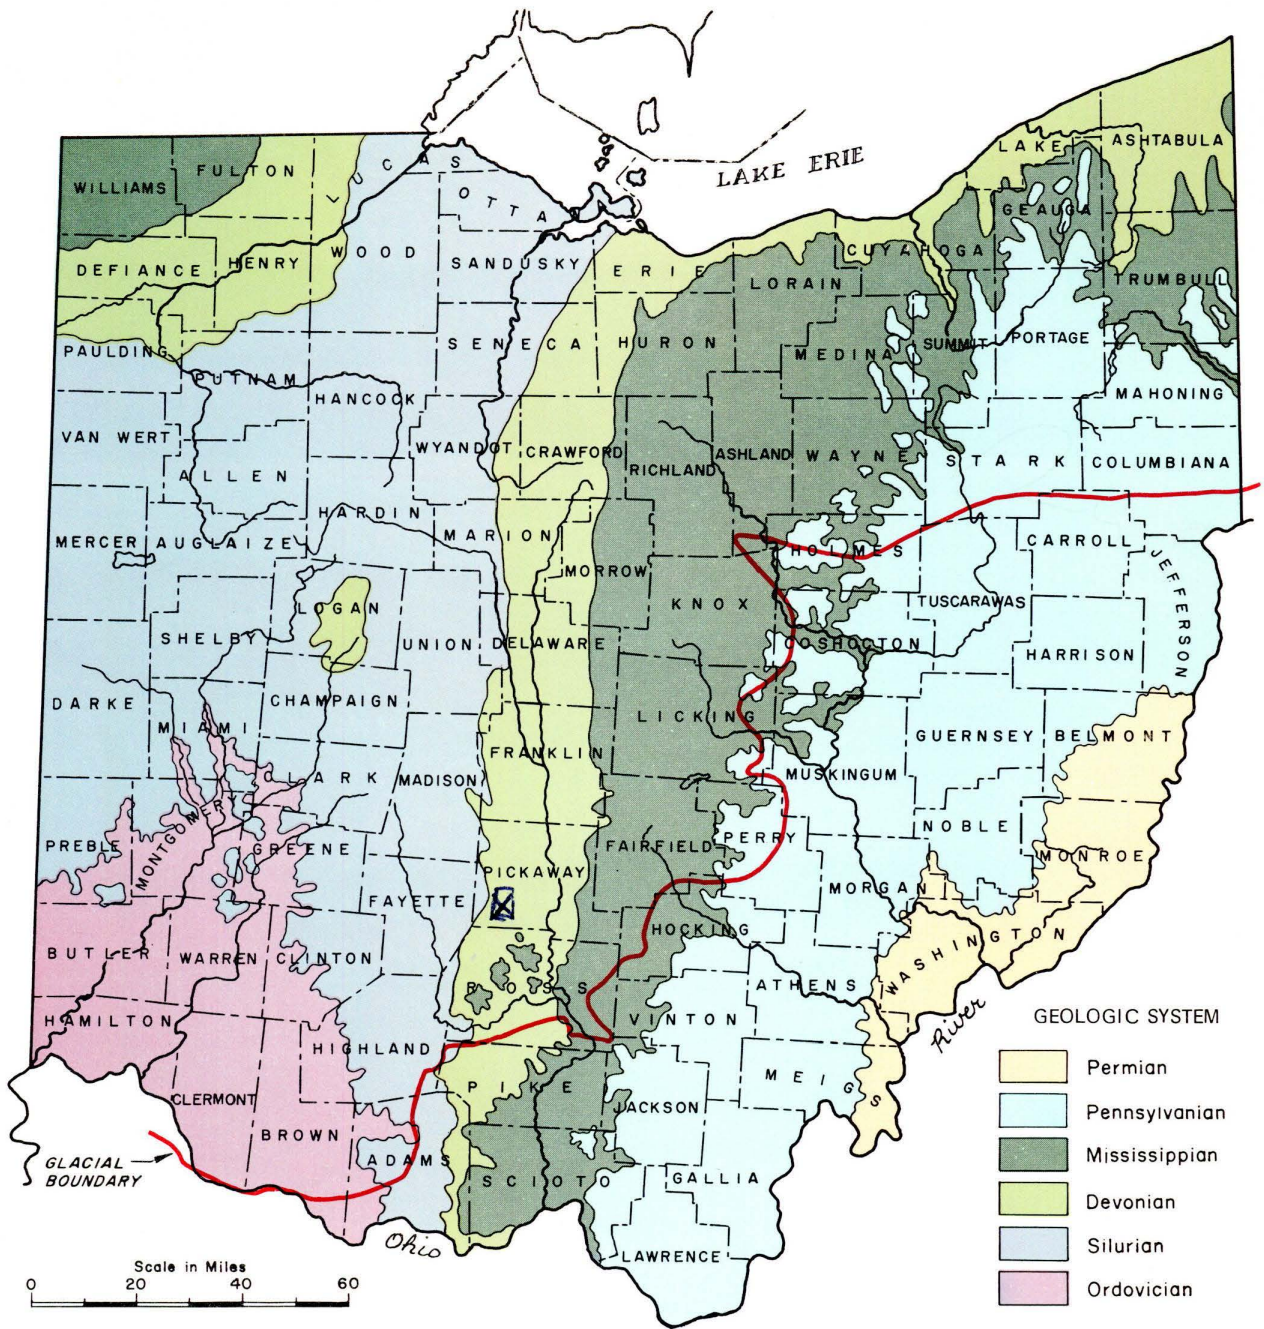 LAKE ERIE
LAKE
ASHTABULA
WILLIAMS
FULTON
LUCAS
OTTAWA
GEAUGA
WOOD
CUYAHOGA
DEFIANCE
HENRY
SANDUSKY
ERIE
LORAIN
TRUMBULL
PAULDING
SENECA
HURON
MEDINA
SUMMIT
PORTAGE
PUTNAM
HANCOCK
MAHONING
VAN WERT
ALLEN
WYANDOT
CRAWFORD
RICHLAND
ASHLAND
WAYNE
STARK
COLUMBIANA
HARDIN
MERCER
AUGLAIZE
MARION
HOLMES
CARROLL
JEFFERSON
MORROW
LOGAN
KNOX
TUSCARAWAS
SHELBY
UNION
DELAWARE
COSHOCTON
HARRISON
DARKE
CHAMPAIGN
MIAMI
LICKING
GUERNSEY
BELMONT
CLARK
MADISON
FRANKLIN
MUSKINGUM
MONTGOMERY
PREBLE
GREENE
FAIRFIELD
PERRY
NOBLE
MONROE
PICKAWAY
FAYETTE
MORGAN
HOCKING
WASHINGTON
BUTLER
WARREN
CLINTON
ROSS
ATHENS
HAMILTON
VINTON
River
HIGHLAND
PIKE
MEIGS
CLERMONT
JACKSON
BROWN
ADAMS
SCIOTO
GALLIA
GLACIAL
BOUNDARY
Ohio
LAWRENCE
Scale in Miles
0 20 40 60
GEOLOGIC SYSTEM
Permian
Pennsylvanian
Mississippian
Devonian
Silurian
Ordovician